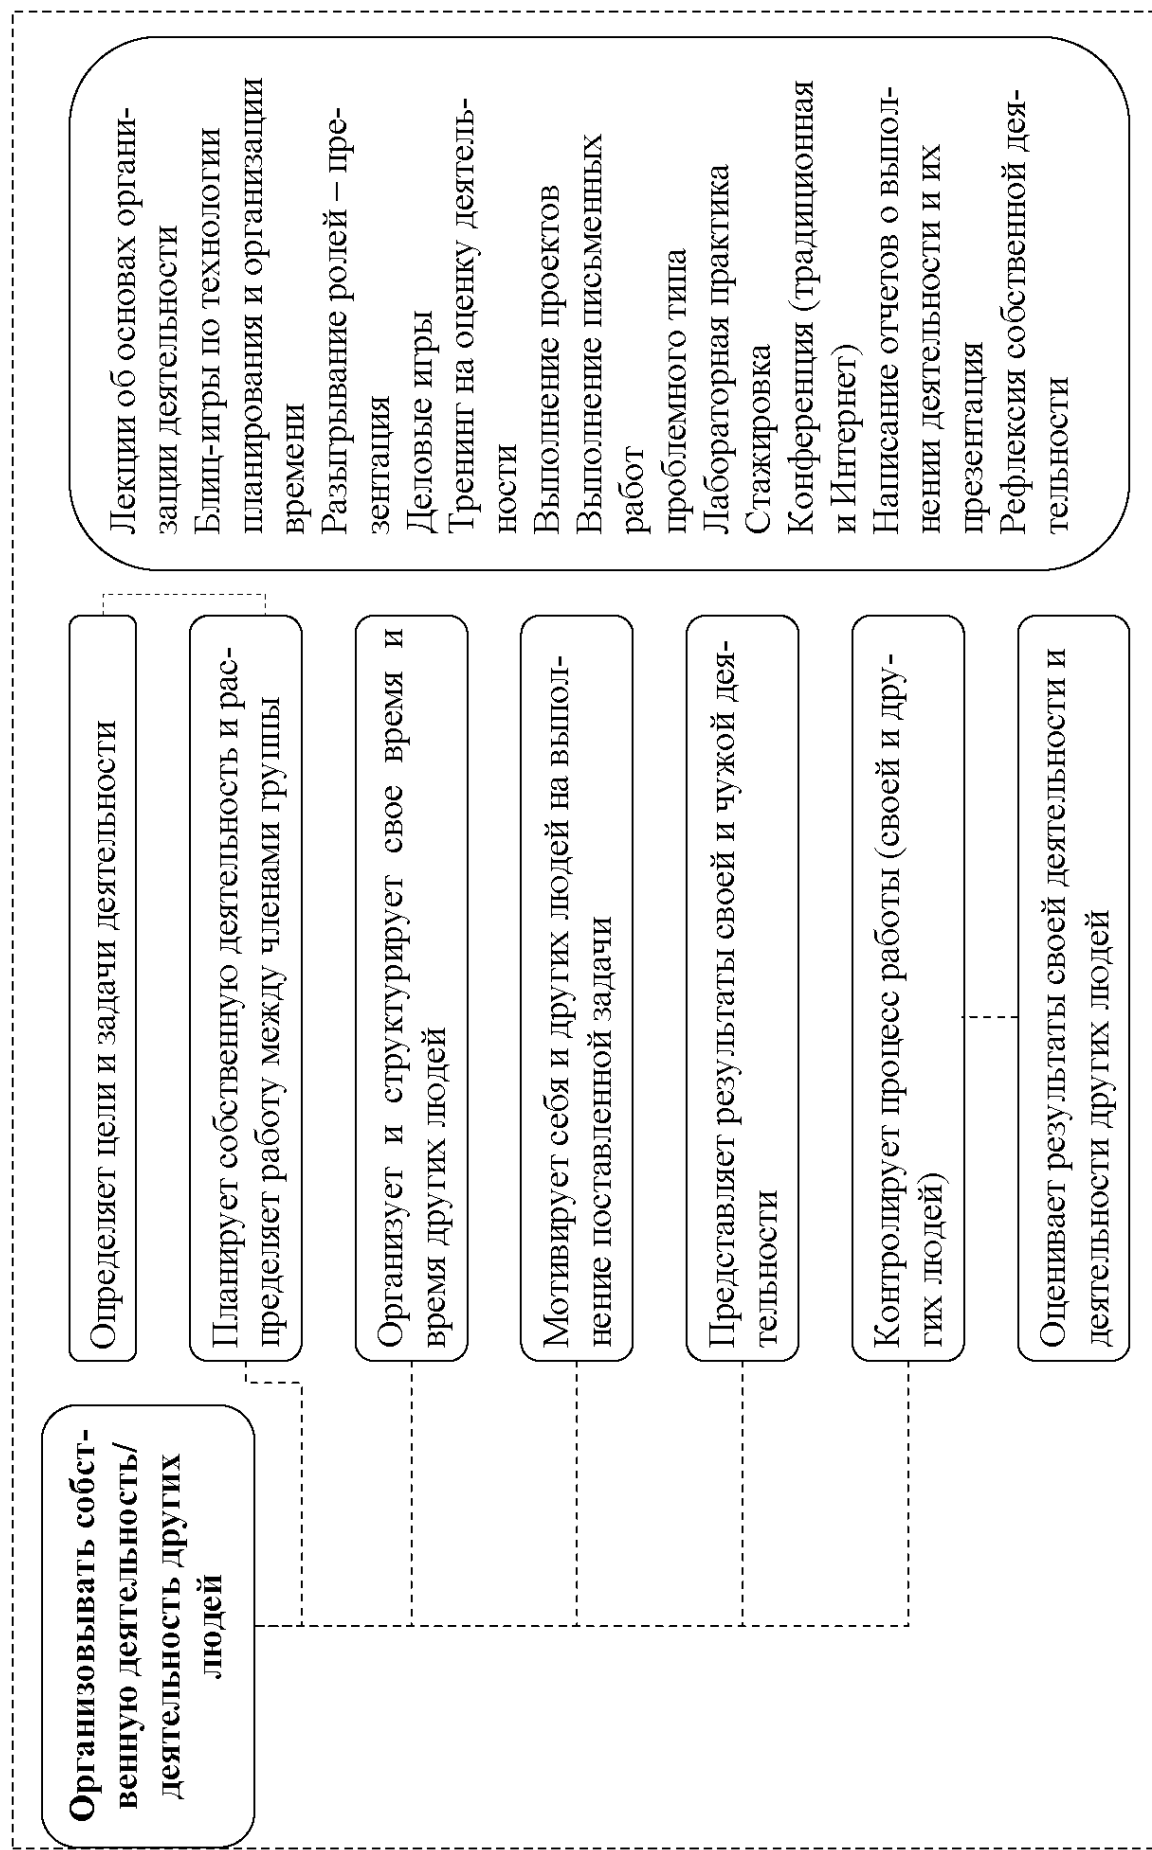 Организовывать собст-
венную деятельность/
деятельность других
людей
Определяет цели и задачи деятельности
Планирует собственную деятельность и рас-
пределяет работу между членами группы
Организует и структурирует свое время и
время других людей
Мотивирует себя и других людей на выпол-
нение поставленной задачи
Представляет результаты своей и чужой дея-
тельности
Контролирует процесс работы (своей и дру-
гих людей)
Оценивает результаты своей деятельности и
деятельности других людей
Лекции об основах органи-
зации деятельности
Блиц-игры по технологии
планирования и организации
времени
Разыгрывание ролей – пре-
зентация
Деловые игры
Тренинг на оценку деятель-
ности
Выполнение проектов
Выполнение письменных
работ
проблемного типа
Лабораторная практика
Стажировка
Конференция (традиционная
и Интернет)
Написание отчетов о выпол-
нении деятельности и их
презентация
Рефлексия собственной дея-
тельности